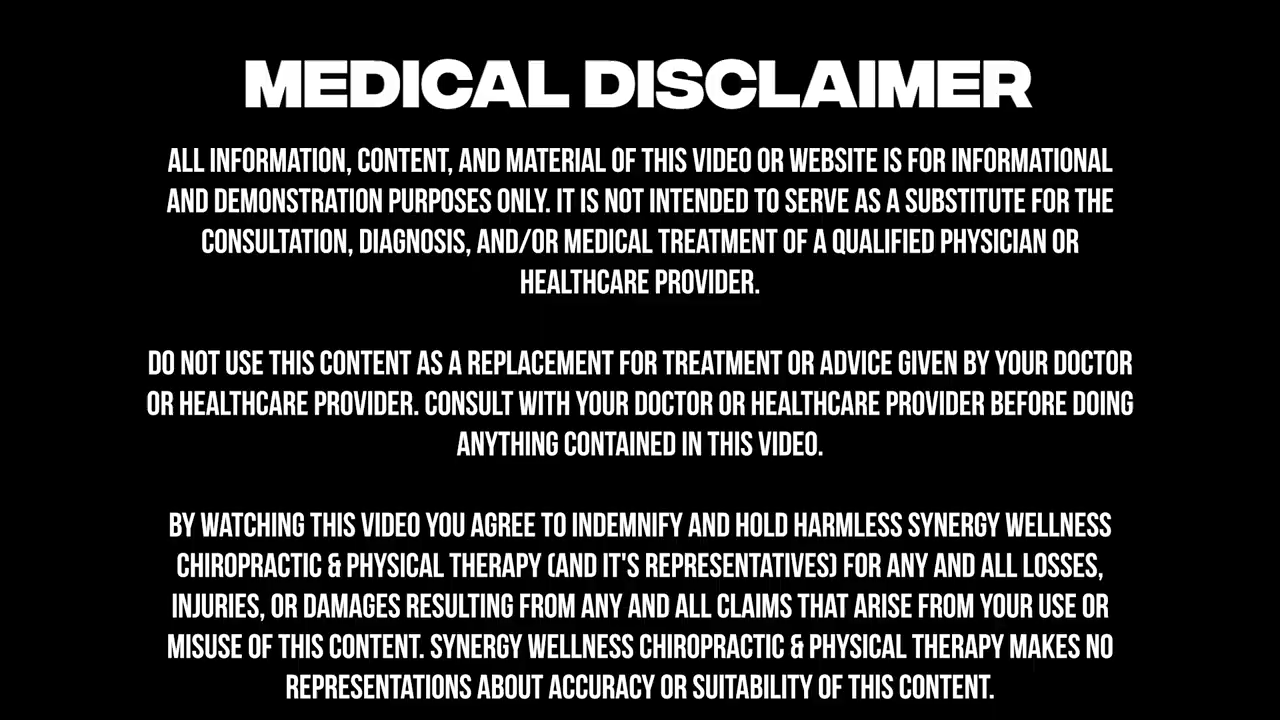 MEDICAL DISCLAIMER
ALL INFORMATION, CONTENT, AND MATERIAL OF THIS VIDEO OR WEBSITE IS FOR INFORMATIONAL
AND DEMONSTRATION PURPOSES ONLY. IT IS NOT INTENDED TO SERVE AS A SUBSTITUTE FOR THE
CONSULTATION, DIAGNOSIS, AND/OR MEDICAL TREATMENT OF A QUALIFIED PHYSICIAN OR
HEALTHCARE PROVIDER.
DO NOT USE THIS CONTENT AS A REPLACEMENT FOR TREATMENT OR ADVICE GIVEN BY YOUR DOCTOR
OR HEALTHCARE PROVIDER. CONSULT WITH YOUR DOCTOR OR HEALTHCARE PROVIDER BEFORE DOING
ANYTHING CONTAINED IN THIS VIDEO.
BY WATCHING THIS VIDEO YOU AGREE TO INDEMNIFY AND HOLD HARMLESS SYNERGY WELLNESS
CHIROPRACTIC & PHYSICAL THERAPY (AND IT'S REPRESENTATIVES) FOR ANY AND ALL LOSSES,
INJURIES, OR DAMAGES RESULTING FROM ANY AND ALL CLAIMS THAT ARISE FROM YOUR USE OR
MISUSE OF THIS CONTENT. SYNERGY WELLNESS CHIROPRACTIC & PHYSICAL THERAPY MAKES NO
REPRESENTATIONS ABOUT ACCURACY OR SUITABILITY OF THIS CONTENT.